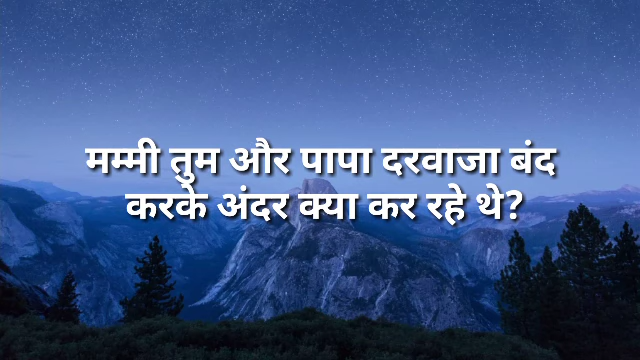 मम्मी तुम और पापा दरवाजा बंद
करके अंदर क्या कर रहे थे?